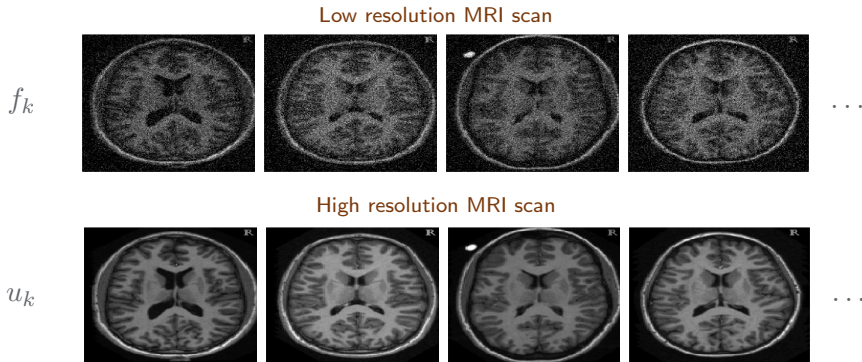 Low resolution MRI scan
R R R R
f_k ...
High resolution MRI scan
R R R R
u_k ...